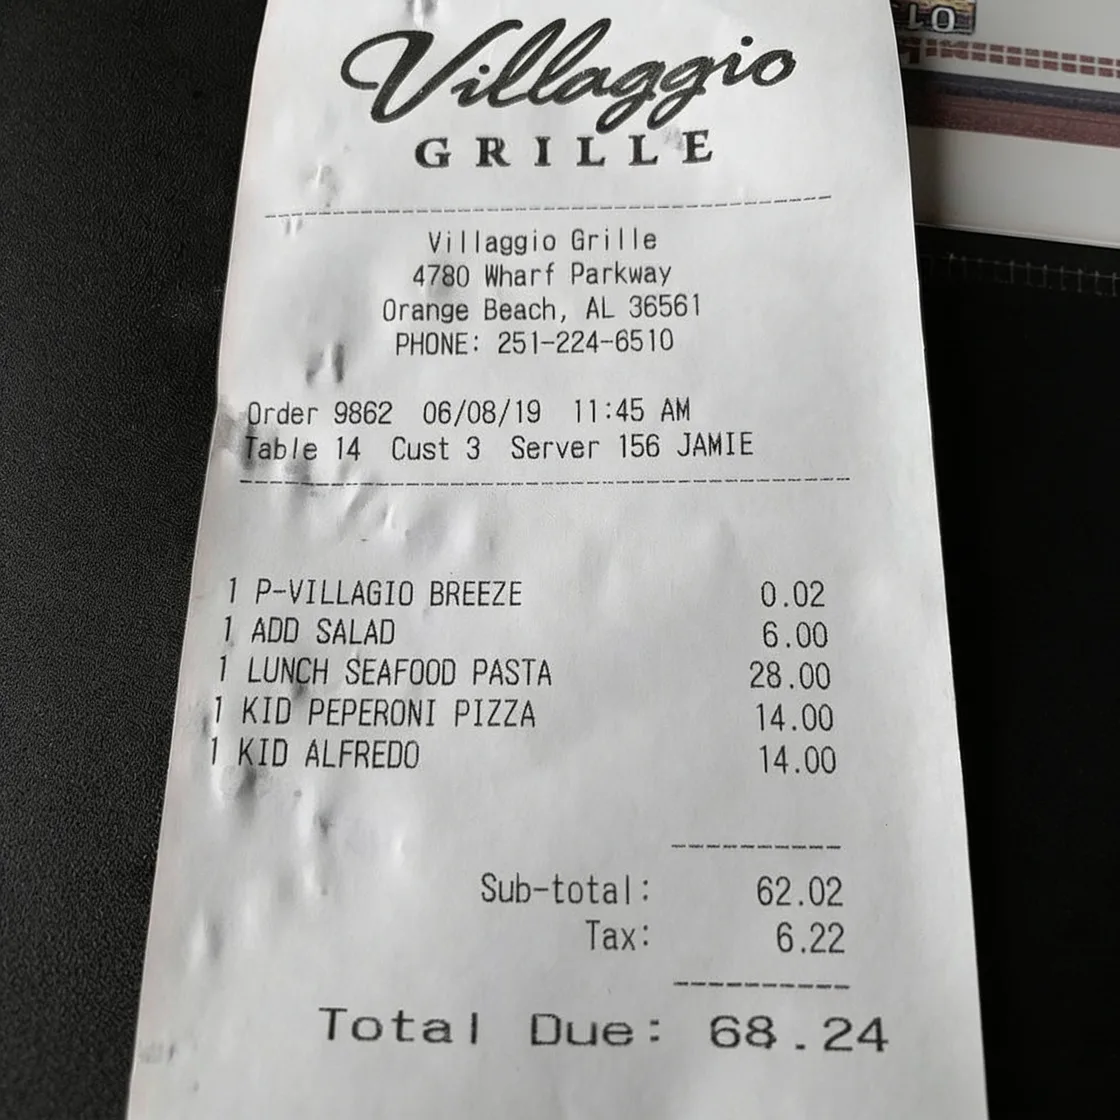 Villaggio
GRILLE
Villaggio Grille
4780 Wharf Parkway
Orange Beach, AL 36561
PHONE: 251-224-6510
Order 9862 06/08/19 11:45 AM
Table 14 Cust 3 Server 156 JAMIE
1 P-VILLAGIO BREEZE 0.02
1 ADD SALAD 6.00
1 LUNCH SEAFOOD PASTA 28.00
1 KID PEPERONI PIZZA 14.00
1 KID ALFREDO 14.00
Sub-total: 62.02
Tax: 6.22
Total Due: 68.24